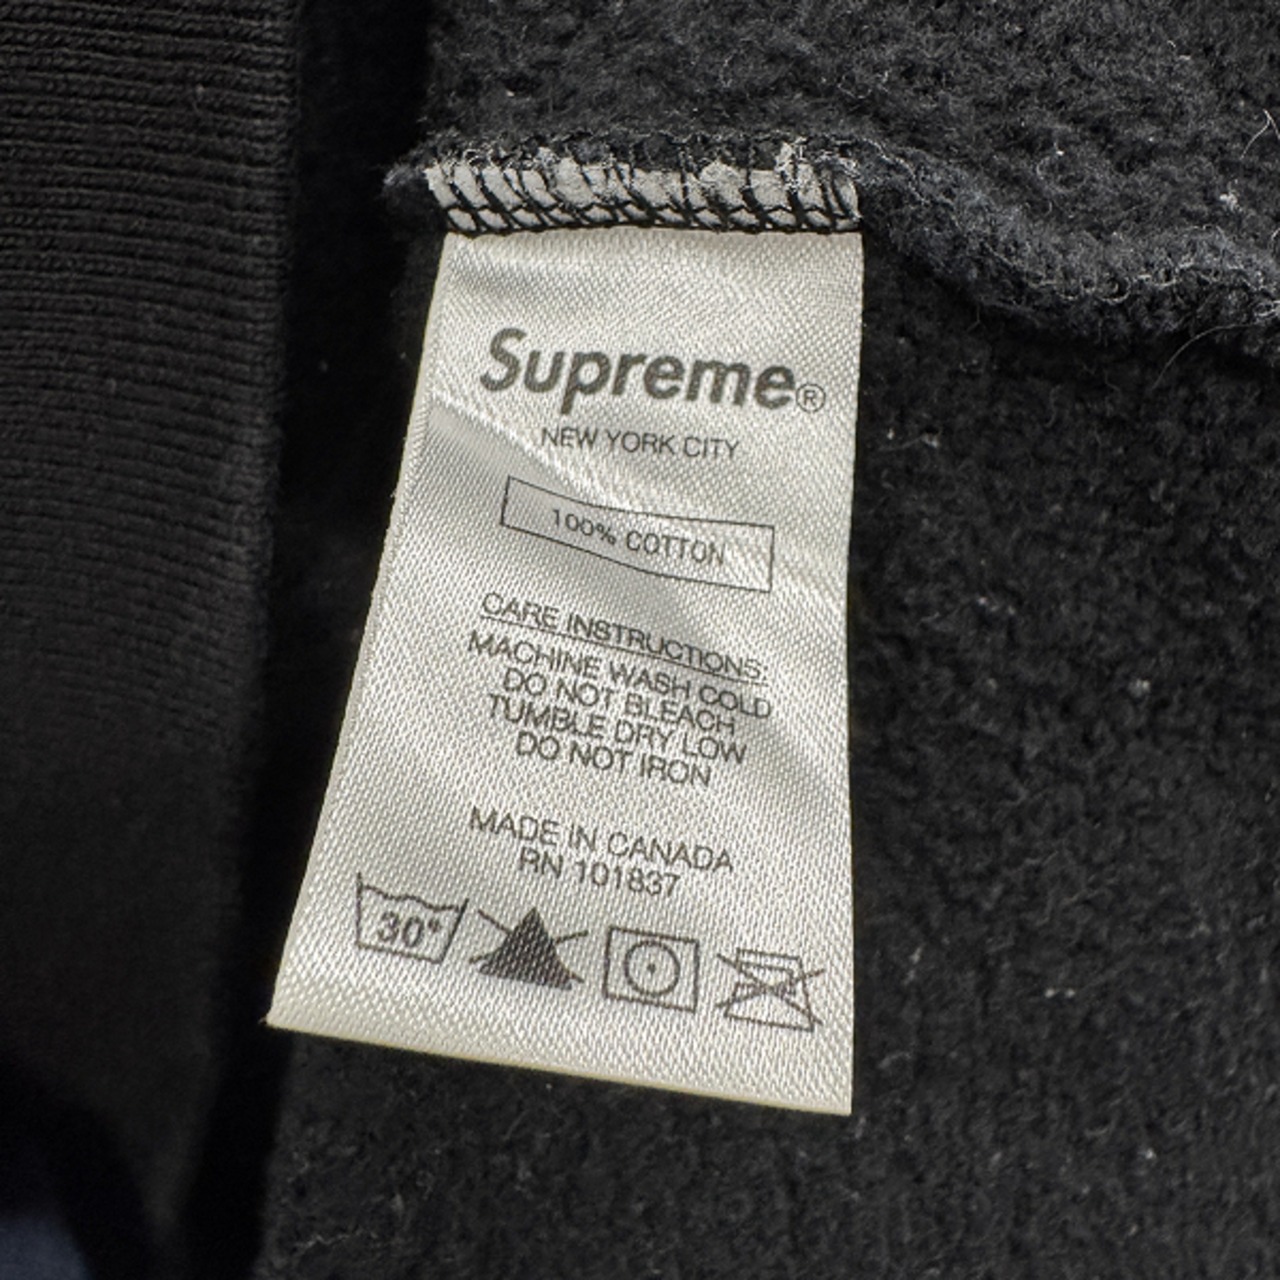 Supreme®
NEW YORK CITY
100% COTTON
CARE INSTRUCTIONS:
MACHINE WASH COLD
DO NOT BLEACH
TUMBLE DRY LOW
DO NOT IRON
MADE IN CANADA
RN 101837
30°